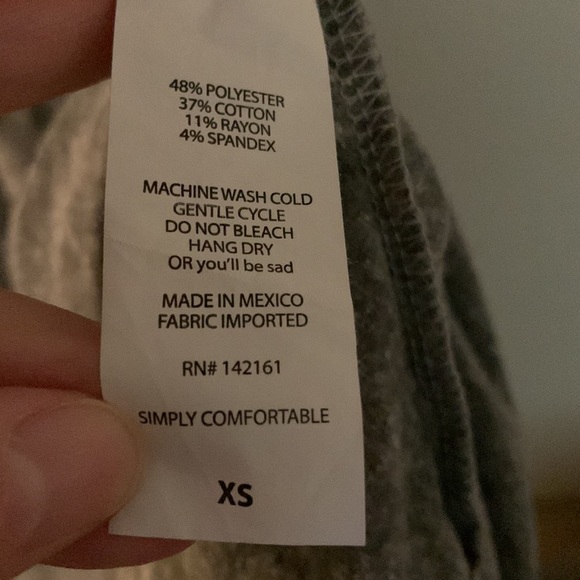 48% POLYESTER
37% COTTON
11% RAYON
4% SPANDEX
MACHINE WASH COLD
GENTLE CYCLE
DO NOT BLEACH
HANG DRY
OR you'll be sad
MADE IN MEXICO
FABRIC IMPORTED
RN# 142161
SIMPLY COMFORTABLE
XS